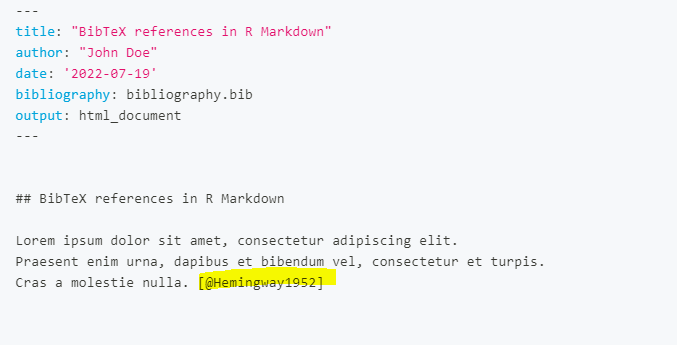 ---
title: "BibTeX references in R Markdown"
author: "John Doe"
date: '2022-07-19'
bibliography: bibliography.bib
output: html_document
---
## BibTeX references in R Markdown
Lorem ipsum dolor sit amet, consectetur adipiscing elit.
Praesent enim urna, dapibus et bibendum vel, consectetur et turpis.
Cras a molestie nulla. [@Hemingway1952]